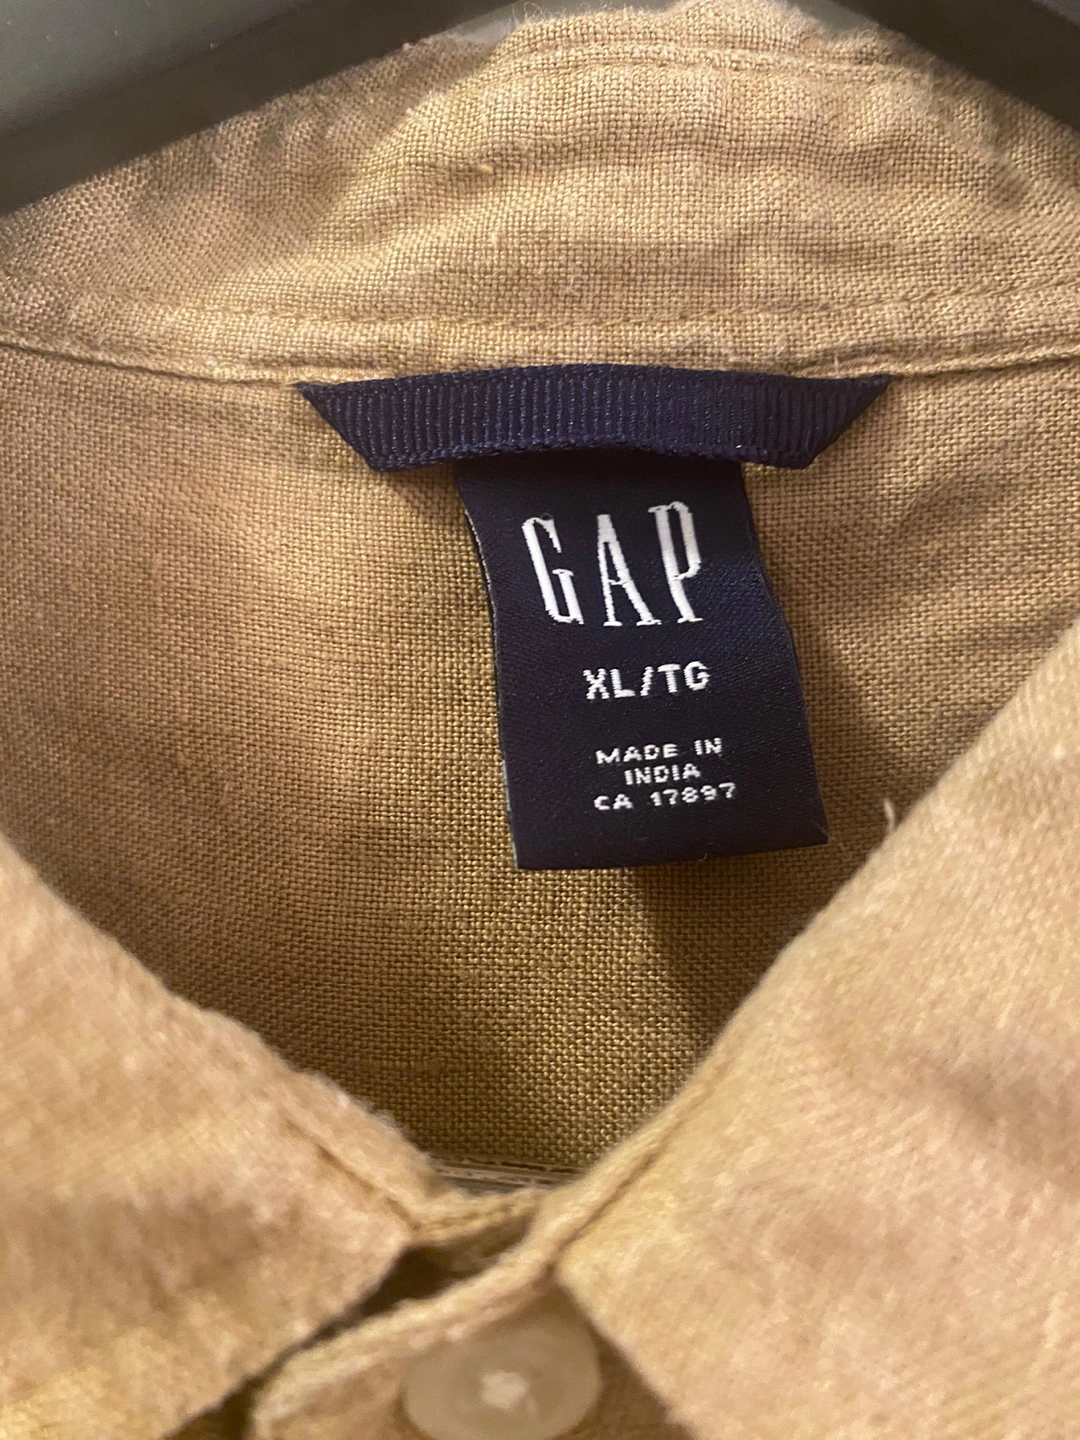 GAP
XL/TG
MADE IN
INDIA
CA 17897